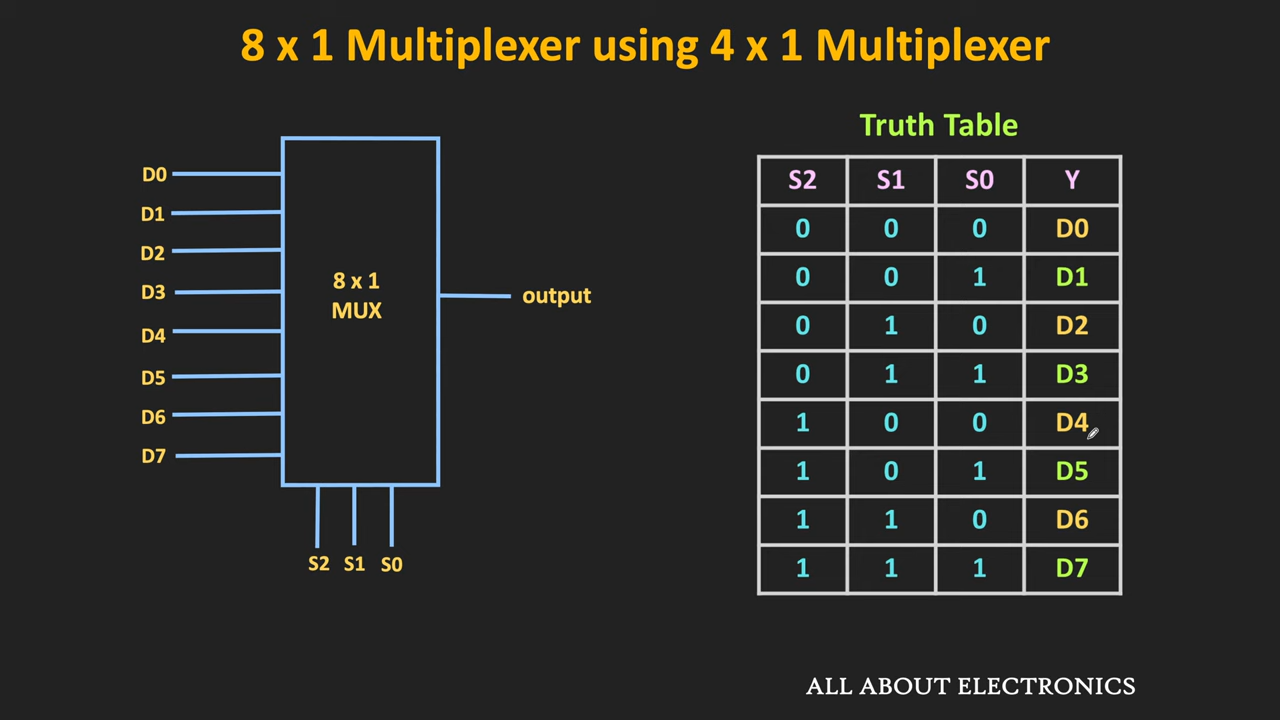 8 x 1 Multiplexer using 4 x 1 Multiplexer
D0
D1
D2
D3
D4
D5
D6
D7
8 x 1
MUX
output
S2 S1 S0
Truth Table
S2 S1 S0 Y
0 0 0 D0
0 0 1 D1
0 1 0 D2
0 1 1 D3
1 0 0 D4
1 0 1 D5
1 1 0 D6
1 1 1 D7
ALL ABOUT ELECTRONICS